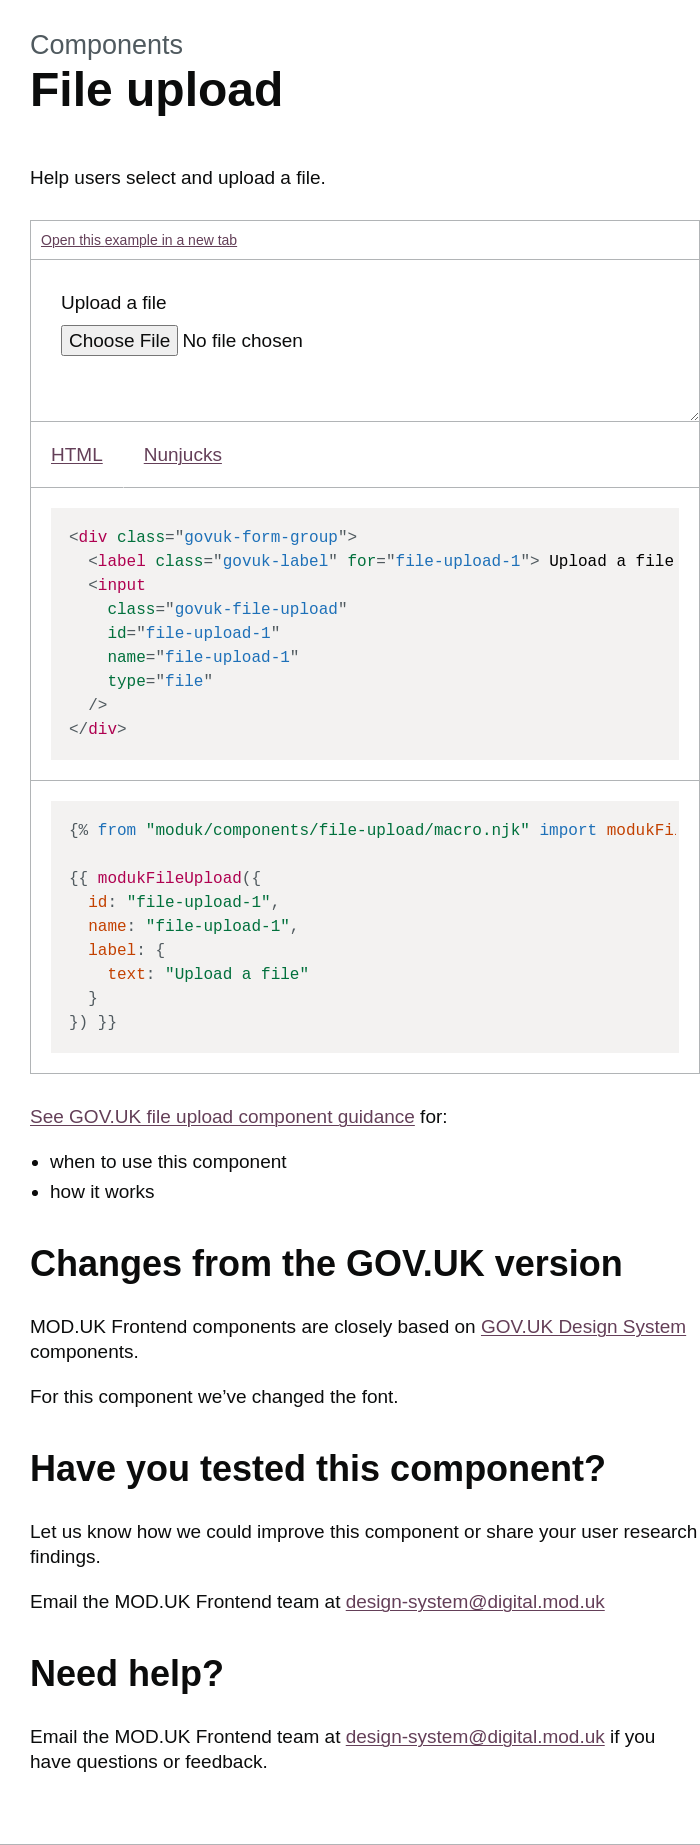 Components
File upload
Help users select and upload a file.
Open this example in a new tab
Upload a file
Choose File No file chosen
HTML Nunjucks
<div class="govuk-form-group">
  <label class="govuk-label" for="file-upload-1"> Upload a file
  <input
    class="govuk-file-upload"
    id="file-upload-1"
    name="file-upload-1"
    type="file"
  />
</div>
{% from "moduk/components/file-upload/macro.njk" import modukFi
{{ modukFileUpload({
  id: "file-upload-1",
  name: "file-upload-1",
  label: {
    text: "Upload a file"
  }
}) }}
See GOV.UK file upload component guidance for:
• when to use this component
• how it works
Changes from the GOV.UK version
MOD.UK Frontend components are closely based on GOV.UK Design System
components.
For this component we’ve changed the font.
Have you tested this component?
Let us know how we could improve this component or share your user research
findings.
Email the MOD.UK Frontend team at design-system@digital.mod.uk
Need help?
Email the MOD.UK Frontend team at design-system@digital.mod.uk if you
have questions or feedback.